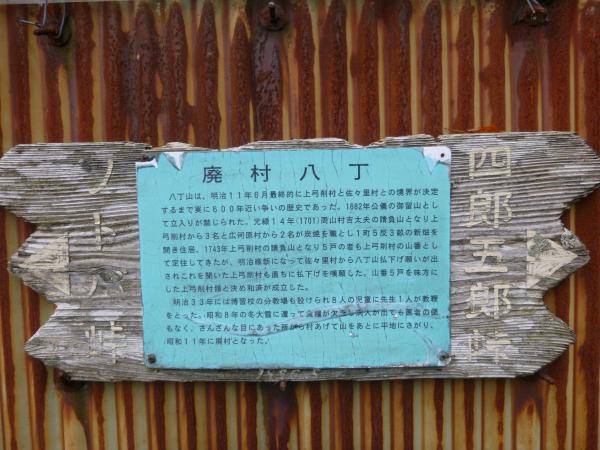 廃村八丁
八丁山は、明治11年6月最終的に上弓削村と佐々里村との境界が決定
するまで実に600年近い争いの歴史であった。1682年公儀の御留山とし
て立入りが禁じられた。元禄14年(1701)周山村吉太夫の請負山となり上
弓削村から3名と広河原村から2名が炭焼を職として1町5反3畝の新畑を
開き住居、1743年上弓削村の請負山となり5戸の者も上弓削村の山番とし
て定住してきたが、明治維新になって佐々里村から八丁山払下げ願いが出
されこれを聞いた上弓削村も直ちに払下げを嘆願した。山番5戸を味方に
した上弓削村領と決め和済が成立した。
明治33年には博習校の分教場も設けられ8人の児童に先生1人が教鞭
をとった。昭和8年の冬大雪に遭って食糧が欠乏し病人が出ても医者の便
もなく、さんざんな目にあった所から村あげて山をあとに平地にさがり、
昭和11年に廃村となった。
四郎五郎峠
ノトバ峠